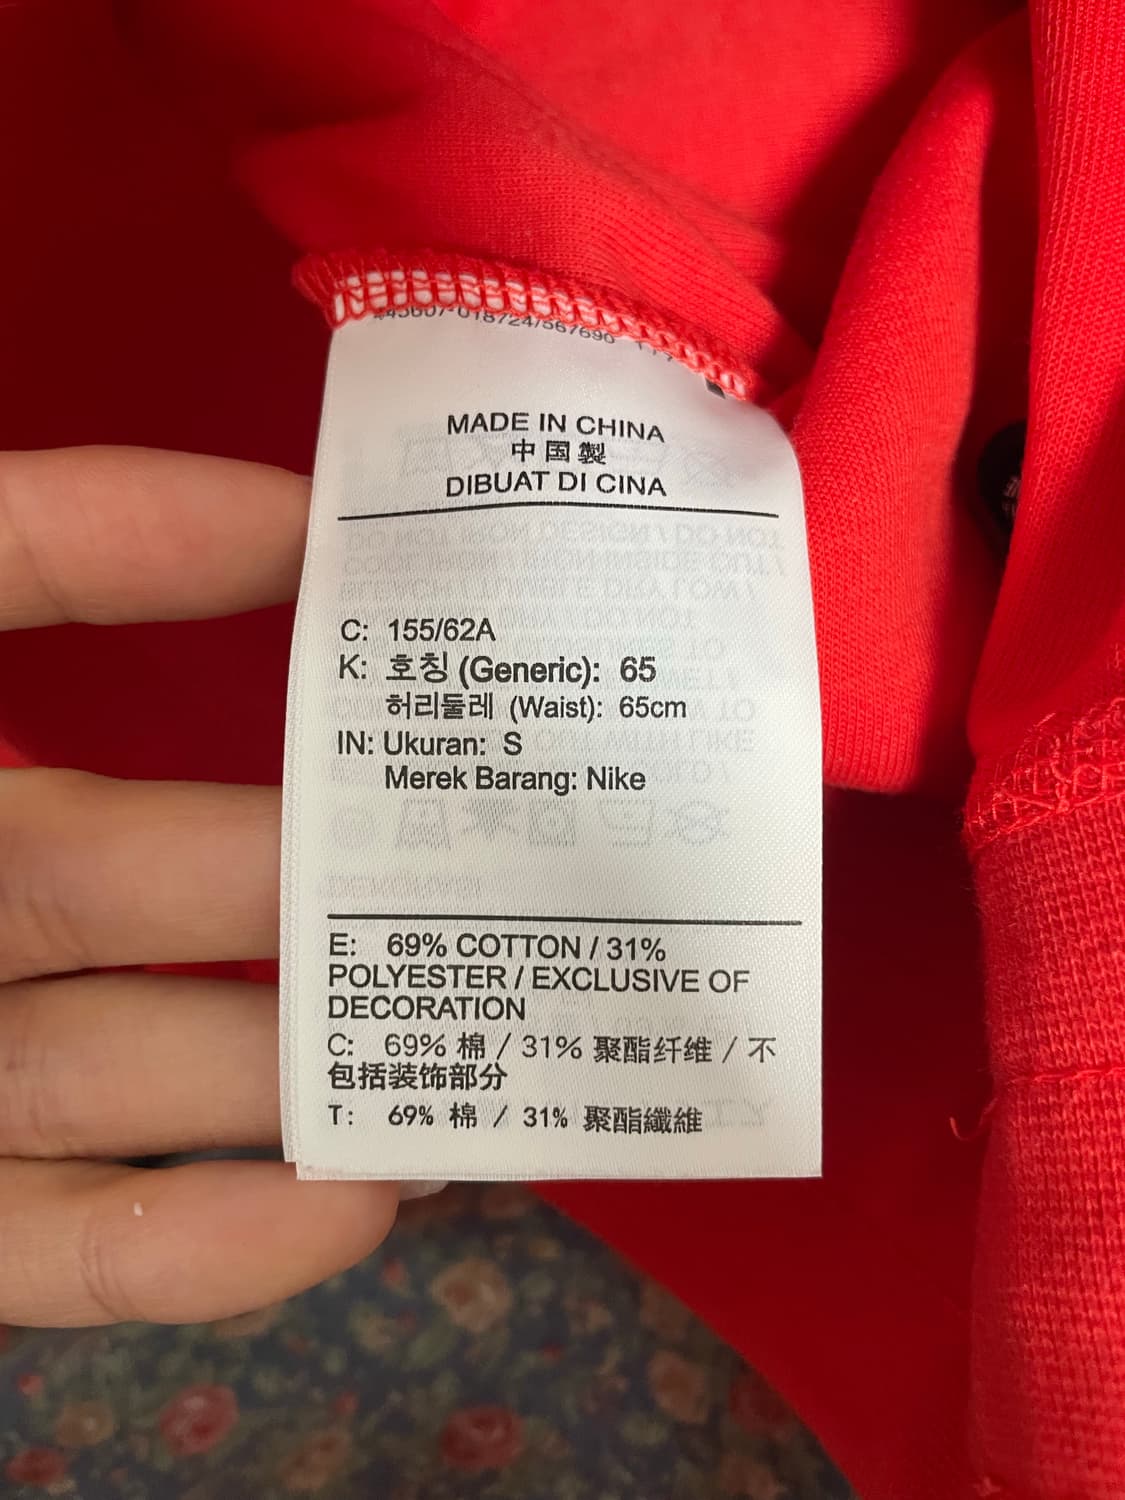 MADE IN CHINA
中国製
DIBUAT DI CINA
C: 155/62A
K: 호칭 (Generic): 65
허리둘레 (Waist): 65cm
IN: Ukuran: S
Merek Barang: Nike
E: 69% COTTON / 31%
POLYESTER / EXCLUSIVE OF
DECORATION
C: 69% 棉 / 31% 聚酯纤维 / 不
包括装饰部分
T: 69% 棉 / 31% 聚酯纖維